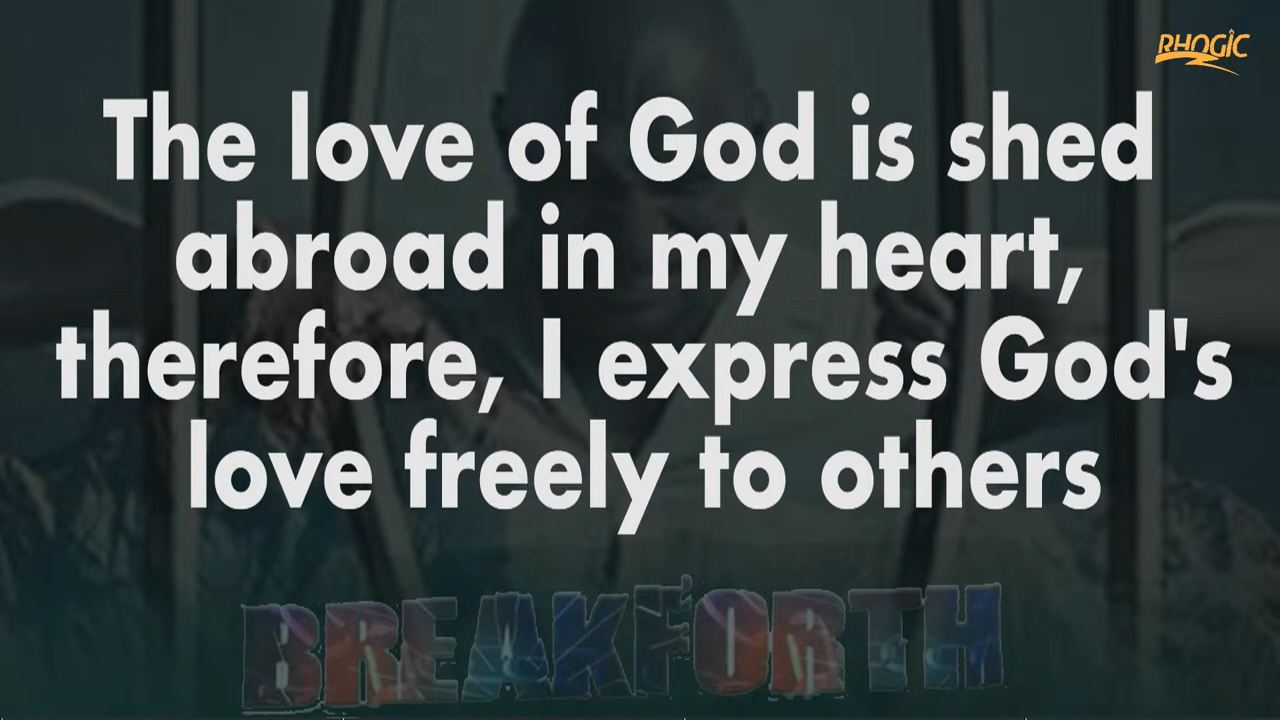 RHOGIC
The love of God is shed
abroad in my heart,
therefore, I express God's
love freely to others
BREAKFORTH